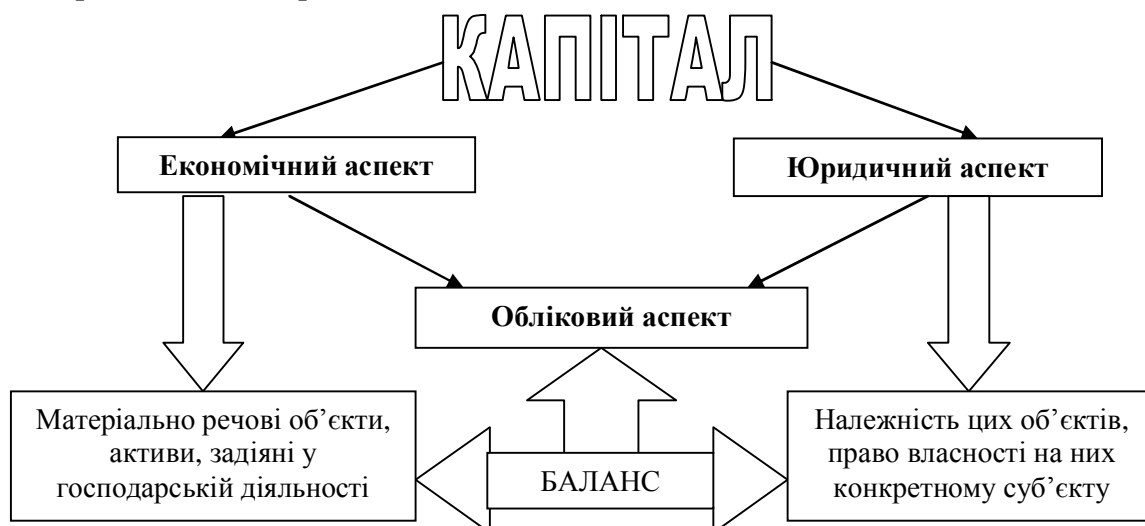 КАПІТАЛ
Економічний аспект
Юридичний аспект
Обліковий аспект
Матеріально речові об’єкти,
активи, задіяні у
господарській діяльності
БАЛАНС
Належність цих об’єктів,
право власності на них
конкретному суб’єкту